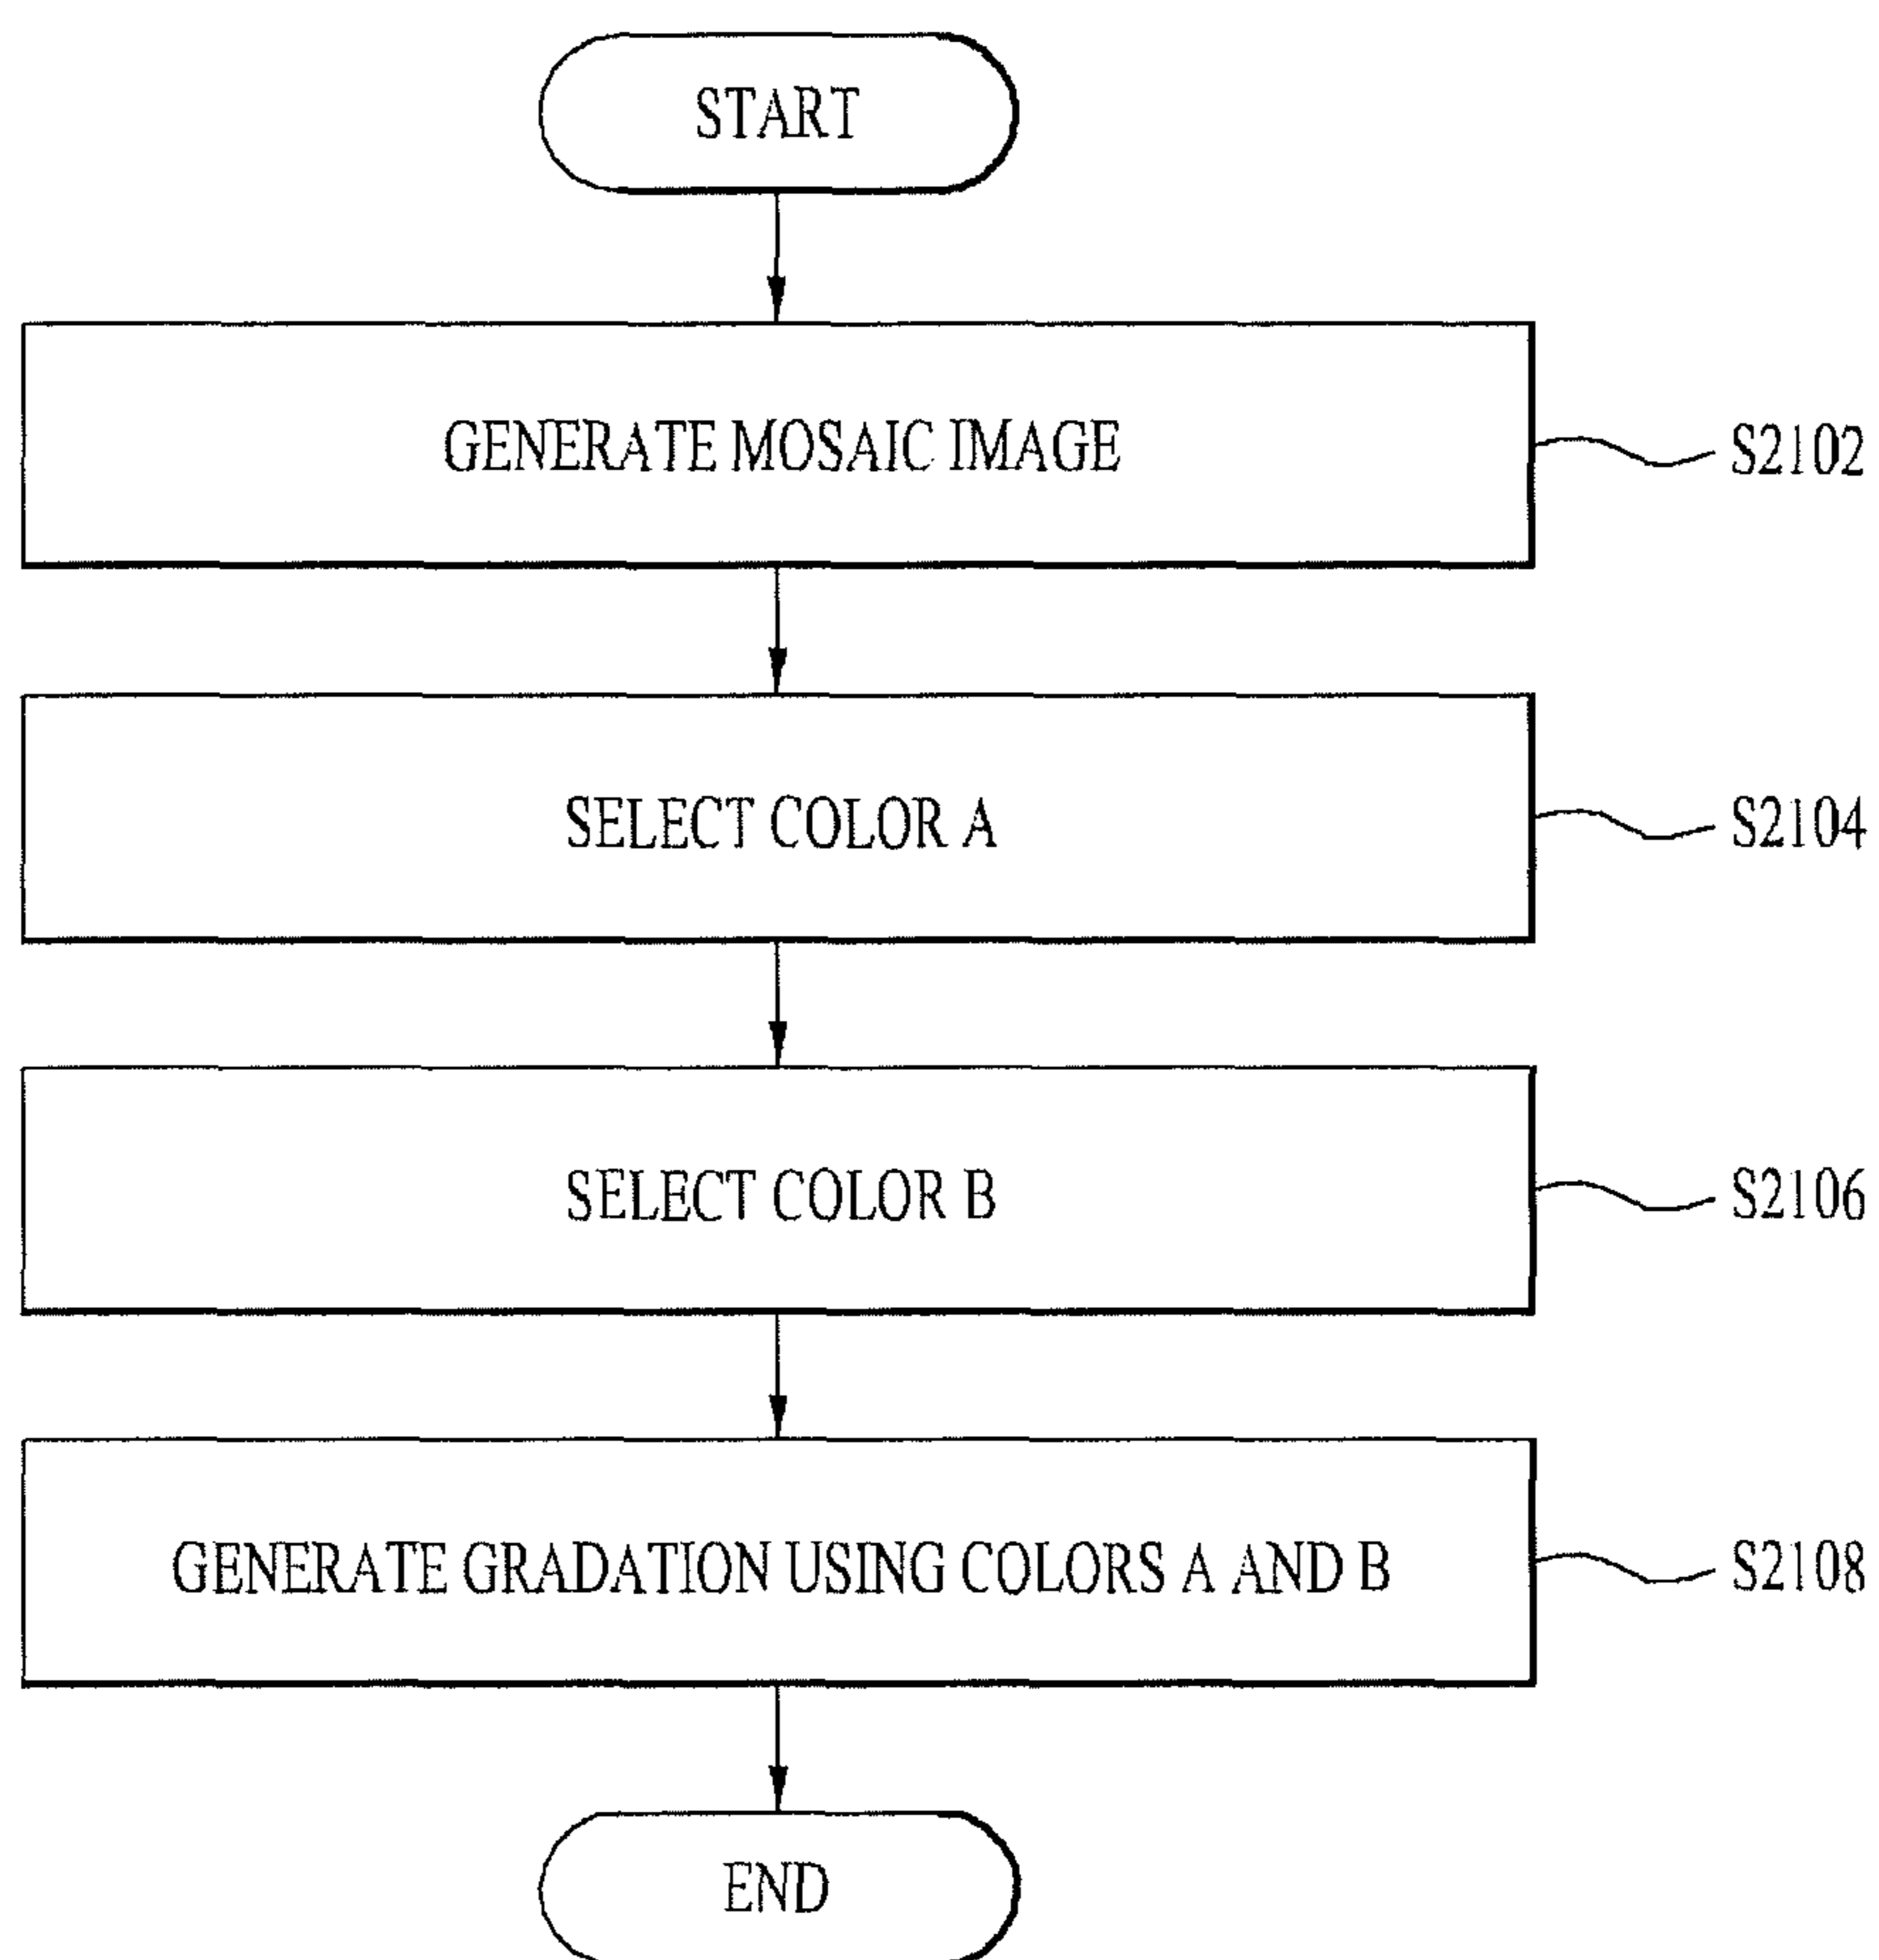 START
GENERATE MOSAIC IMAGE
S2102
SELECT COLOR A
S2104
SELECT COLOR B
S2106
GENERATE GRADATION USING COLORS A AND B
S2108
END